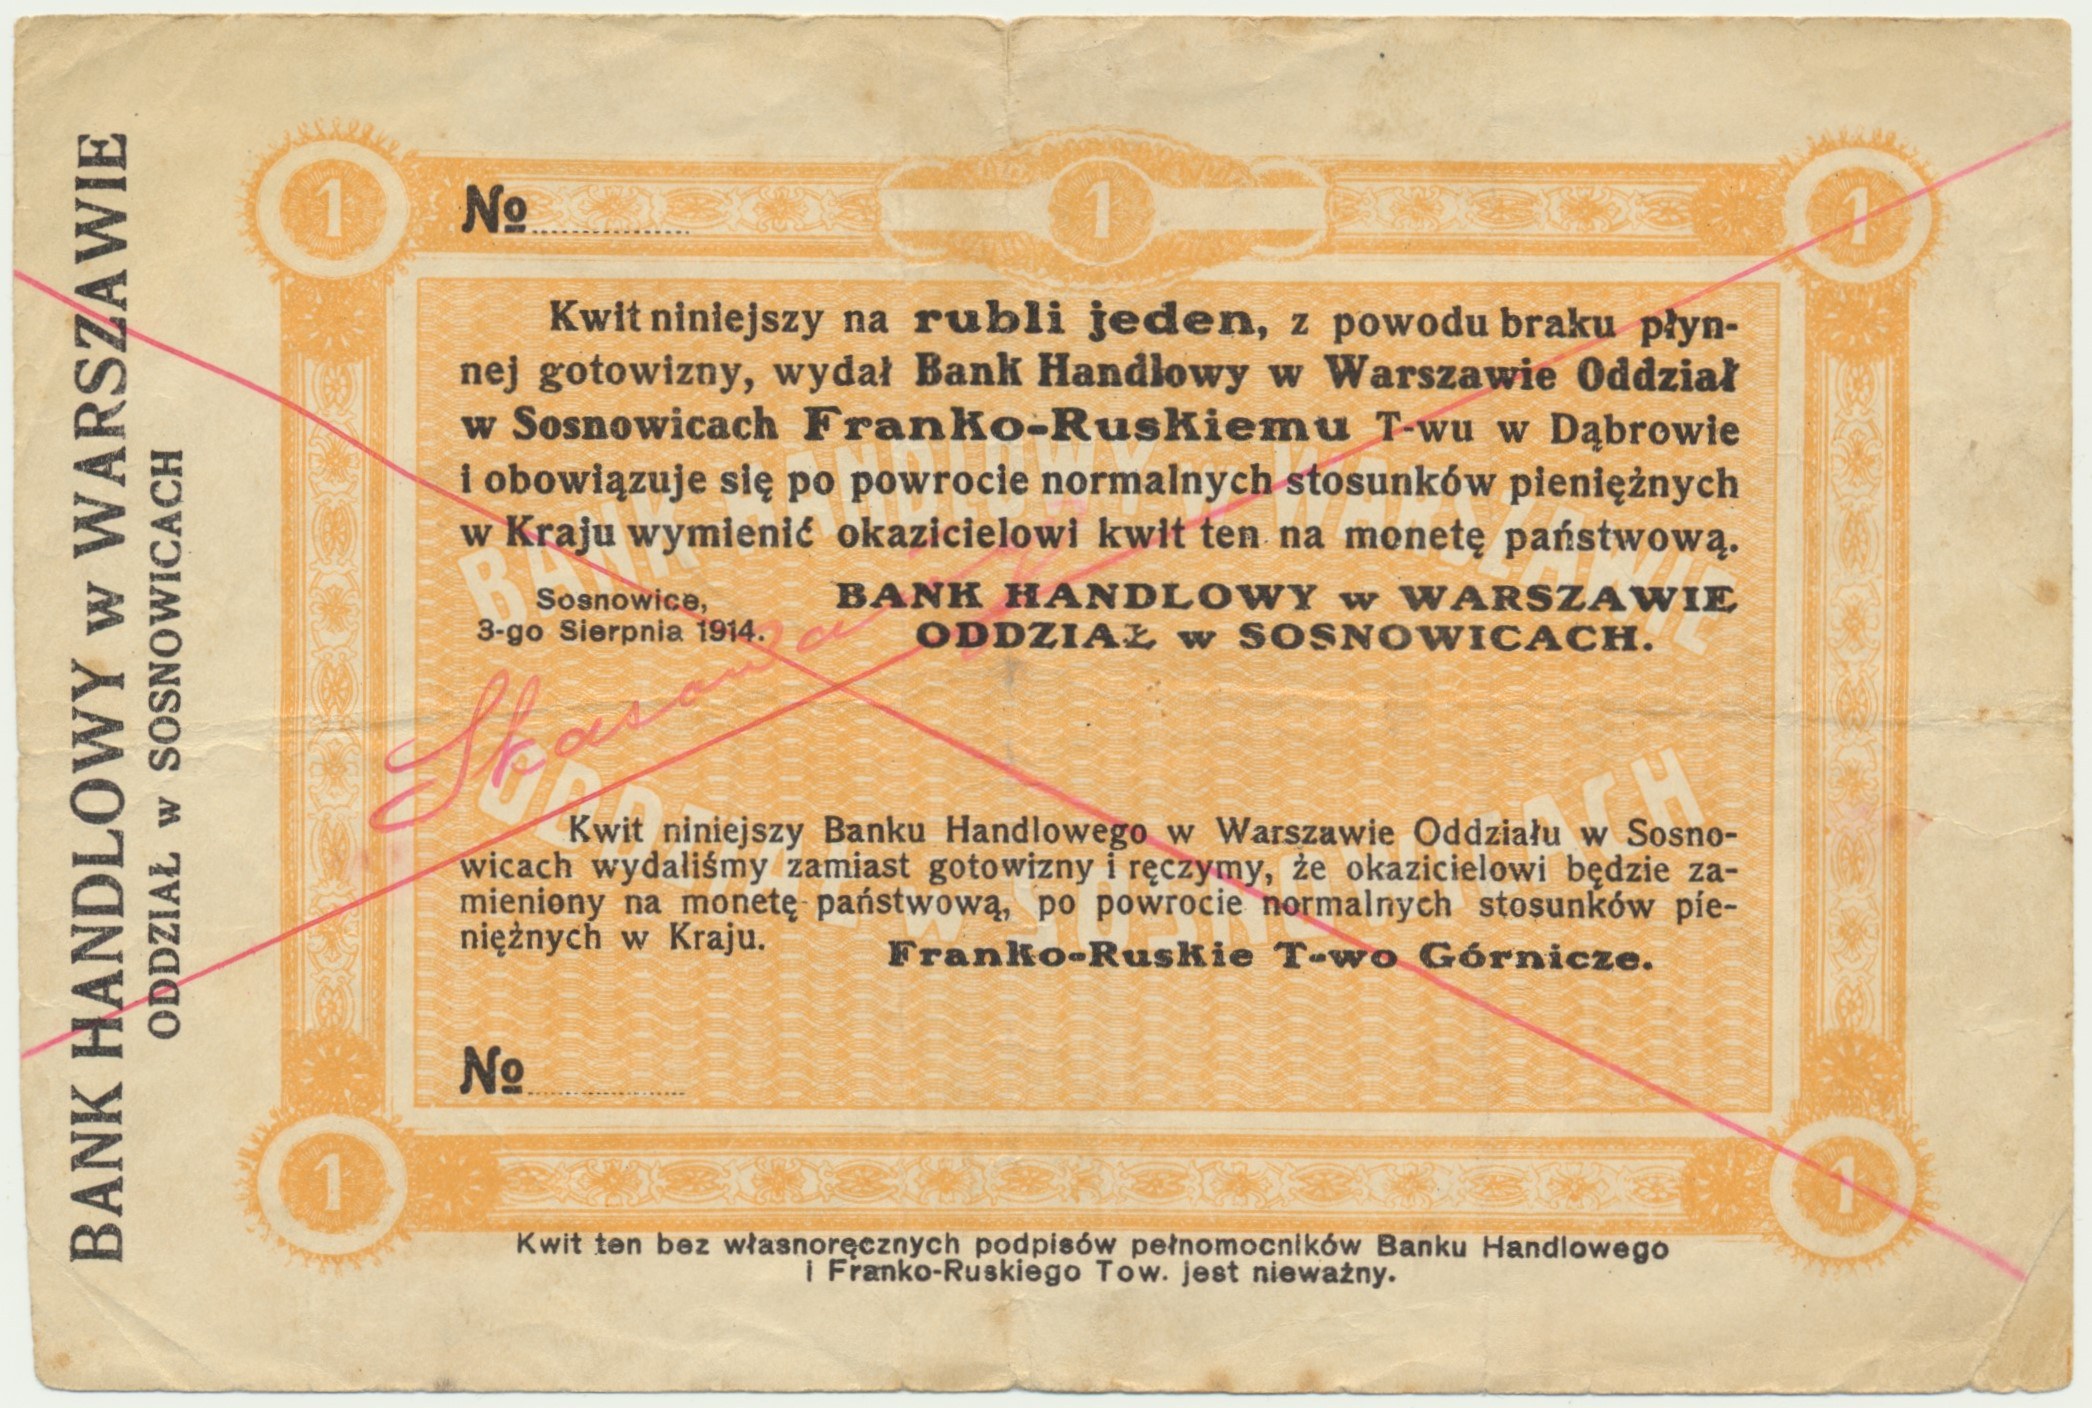 BANK HANDLOWY w WARSZAWIE
ODDZIAŁ w SOSNOWICACH
1 1 1
№
Kwit niniejszy na rubli jeden, z powodu braku płyn-
nej gotowizny, wydał Bank Handlowy w Warszawie Oddział
w Sosnowicach Franko-Ruskiemu T-wu w Dąbrowie
i obowiązuje się po powrocie normalnych stosunków pieniężnych
w Kraju wymienić okazicielowi kwit ten na monetę państwową.
BANK HANDLOWY w WARSZAWIE
Sosnowice,
3-go Sierpnia 1914.
BANK HANDLOWY w WARSZAWIE
ODDZIAŁ w SOSNOWICACH.
ODDZIAŁ w SOSNOWICACH
Kwit niniejszy Banku Handlowego w Warszawie Oddziału w Sosno-
wicach wydaliśmy zamiast gotowizny i ręczymy, że okazicielowi będzie za-
mieniony na monetę państwową, po powrocie normalnych stosunków pie-
niężnych w Kraju.
Franko-Ruskie T-wo Górnicze.
№
1 1
Kwit ten bez własnoręcznych podpisów pełnomocników Banku Handlowego
i Franko-Ruskiego Tow. jest nieważny.